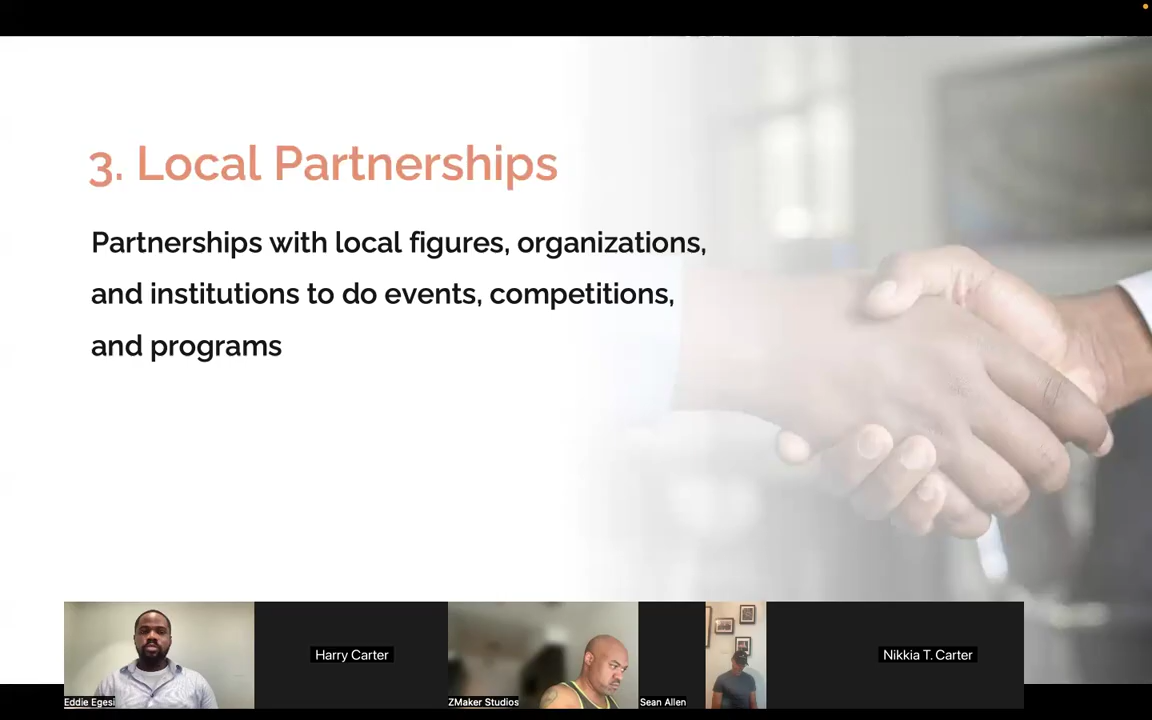 3. Local Partnerships
Partnerships with local figures, organizations,
and institutions to do events, competitions,
and programs
Eddie Egesi
Harry Carter
ZMaker Studios
Sean Allen
Nikkia T. Carter